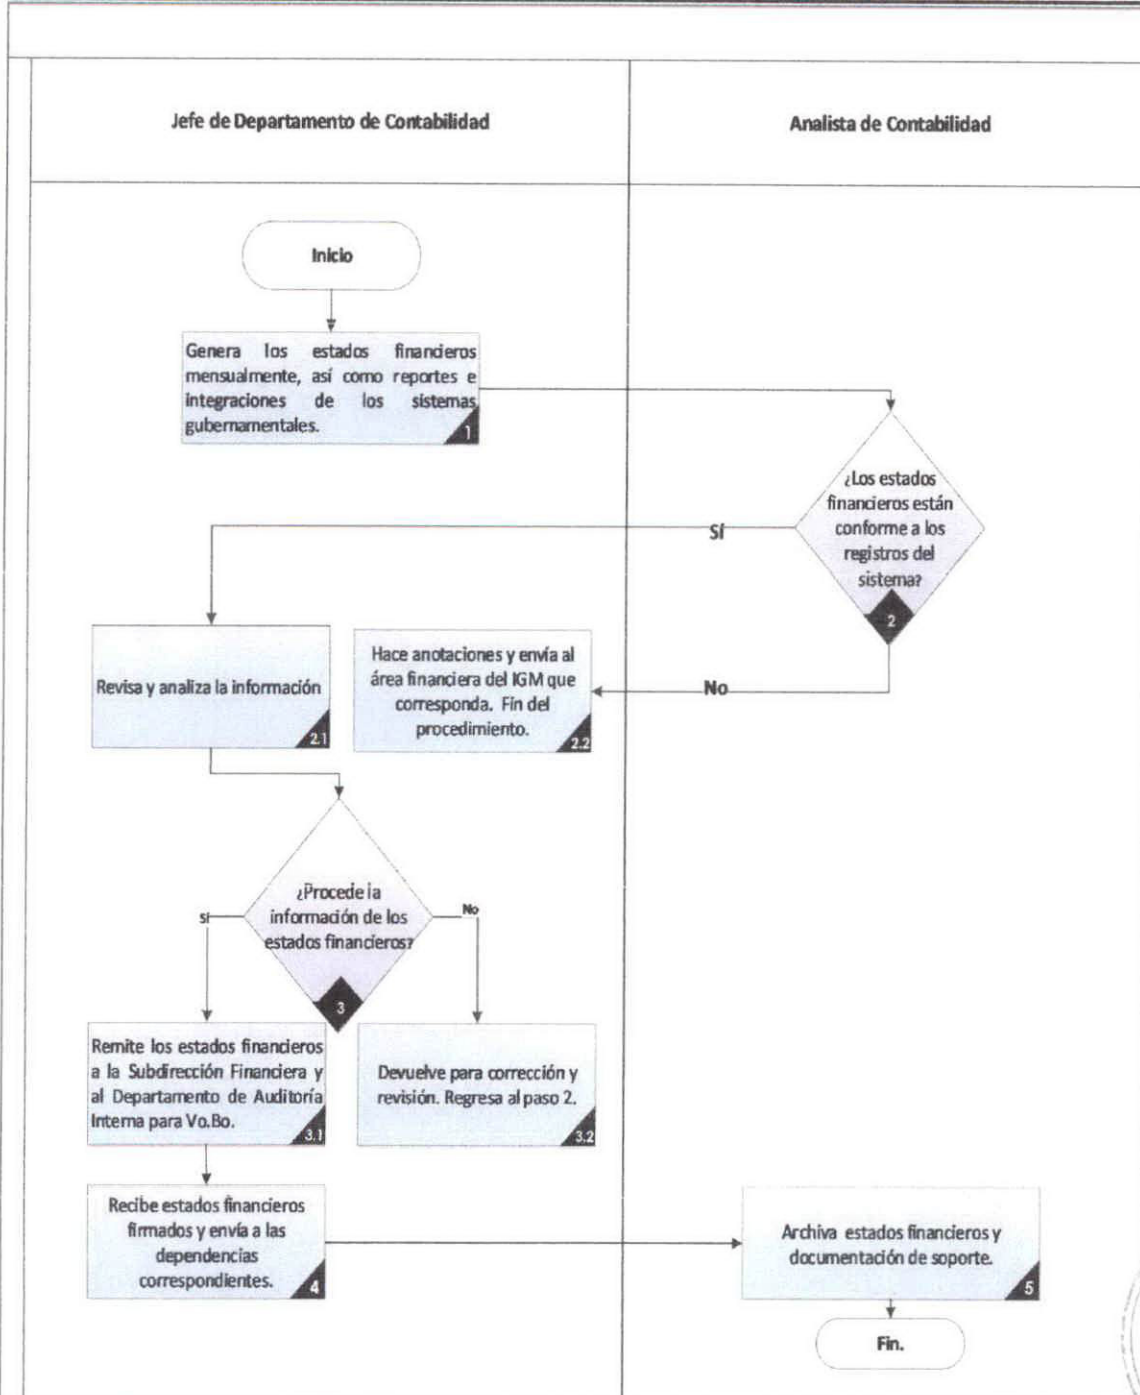 Jefe de Departamento de Contabilidad
Analista de Contabilidad
Inicio
Genera los estados financieros
mensualmente, así como reportes e
integraciones de los sistemas
gubernamentales.
1
¿Los estados
financieros están
conforme a los
registros del
sistema?
2
Sí
No
Revisa y analiza la información
2.1
Hace anotaciones y envía al
área financiera del IGM que
corresponda. Fin del
procedimiento.
2.2
¿Procede la
información de los
estados financieros?
3
sí
No
Remite los estados financieros
a la Subdirección Financiera y
al Departamento de Auditoría
Interna para Vo.Bo.
3.1
Devuelve para corrección y
revisión. Regresa al paso 2.
3.2
Recibe estados financieros
firmados y envía a las
dependencias
correspondientes.
4
Archiva estados financieros y
documentación de soporte.
5
Fin.